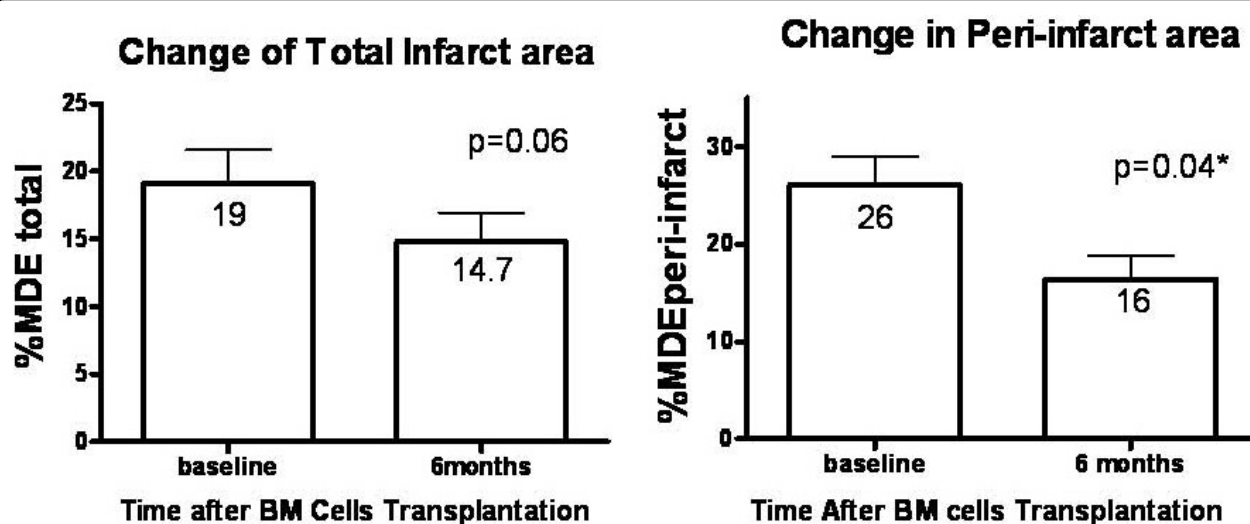 Change of Total Infarct area
25
20
15
10
5
0
%MDE total
p=0.06
19
14.7
baseline 6months
Time after BM Cells Transplantation
Change in Peri-infarct area
30
20
10
0
%MDEperi-infarct
p=0.04*
26
16
baseline 6 months
Time After BM cells Transplantation